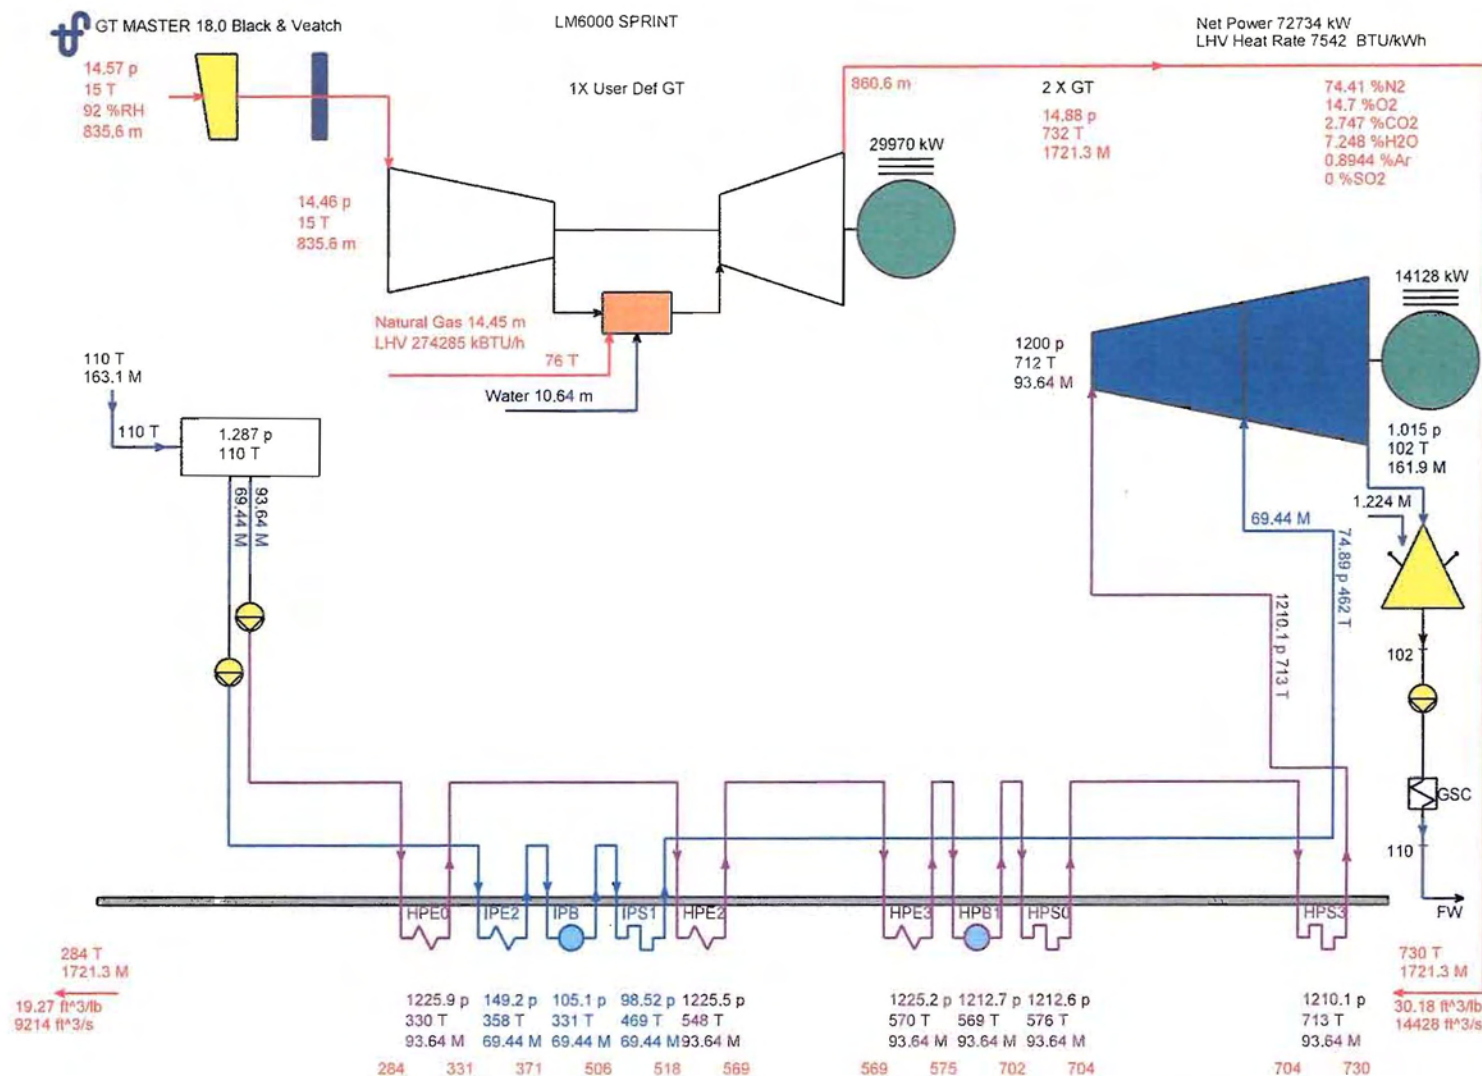 GT MASTER 18.0 Black & Veatch
LM6000 SPRINT
Net Power 72734 kW
LHV Heat Rate 7542 BTU/kWh
1X User Def GT
14.57 p
15 T
92 %RH
835.6 m
860.6 m
2 X GT
14.88 p
732 T
1721.3 M
74.41 %N2
14.7 %O2
2.747 %CO2
7.248 %H2O
0.8944 %Ar
0 %SO2
29970 kW
14.46 p
15 T
835.6 m
14128 kW
Natural Gas 14.45 m
LHV 274285 kBTU/h
76 T
Water 10.64 m
1200 p
712 T
93.64 M
110 T
163.1 M
110 T
1.287 p
110 T
69.44 M
93.64 M
1.015 p
102 T
161.9 M
1.224 M
69.44 M
74.89 p 462 T
1210.1 p 713 T
102
GSC
110
FW
HPE0
IPE2
IPB
IPS1
HPE2
HPE3
HPB1
HPS0
HPS3
284 T
1721.3 M
19.27 ft^3/lb
9214 ft^3/s
730 T
1721.3 M
30.18 ft^3/lb
14428 ft^3/s
1225.9 p 149.2 p 105.1 p 98.52 p 1225.5 p 1225.2 p 1212.7 p 1212.6 p 1210.1 p
330 T 358 T 331 T 469 T 548 T 570 T 569 T 576 T 713 T
93.64 M 69.44 M 69.44 M 69.44 M 93.64 M 93.64 M 93.64 M 93.64 M 93.64 M
284 331 371 506 518 569 569 575 702 704 704 730